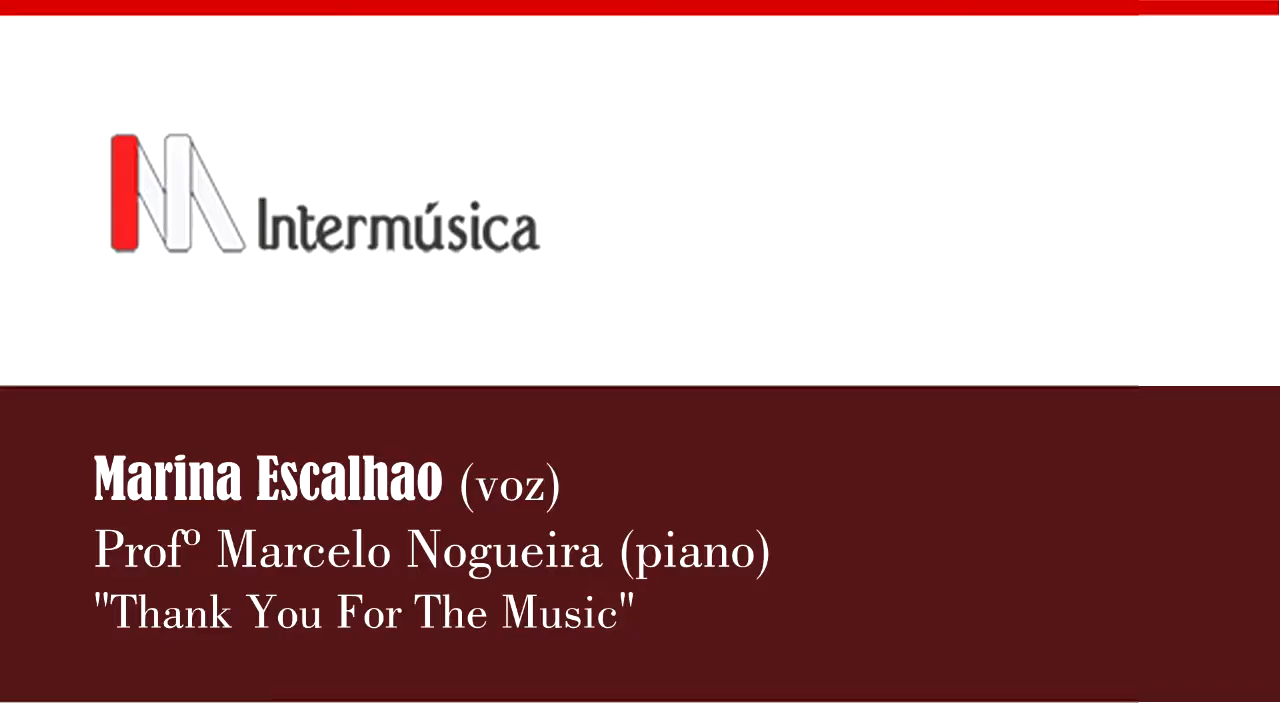 Intermúsica
Marina Escalhao (voz)
Profº Marcelo Nogueira (piano)
"Thank You For The Music"